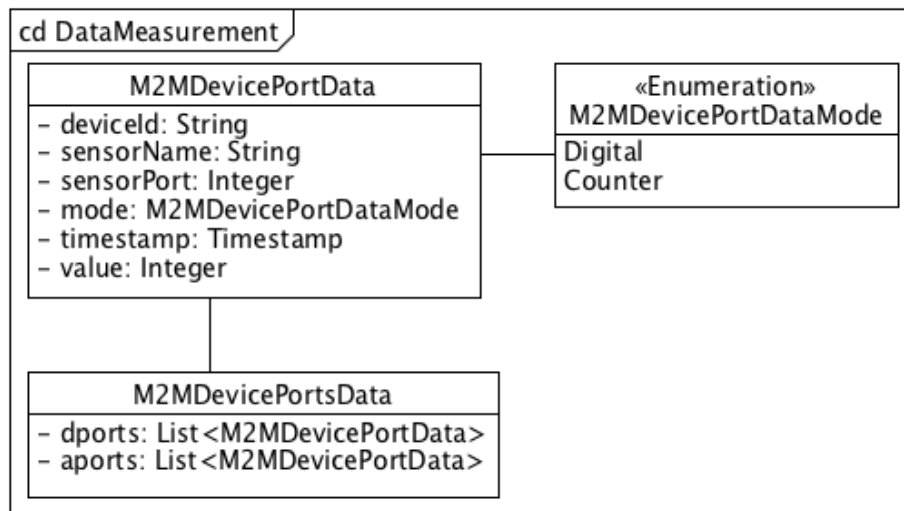 cd DataMeasurement
M2MDevicePortData
– deviceId: String
– sensorName: String
– sensorPort: Integer
– mode: M2MDevicePortDataMode
– timestamp: Timestamp
– value: Integer
«Enumeration»
M2MDevicePortDataMode
Digital
Counter
M2MDevicePortsData
– dports: List<M2MDevicePortData>
– aports: List<M2MDevicePortData>